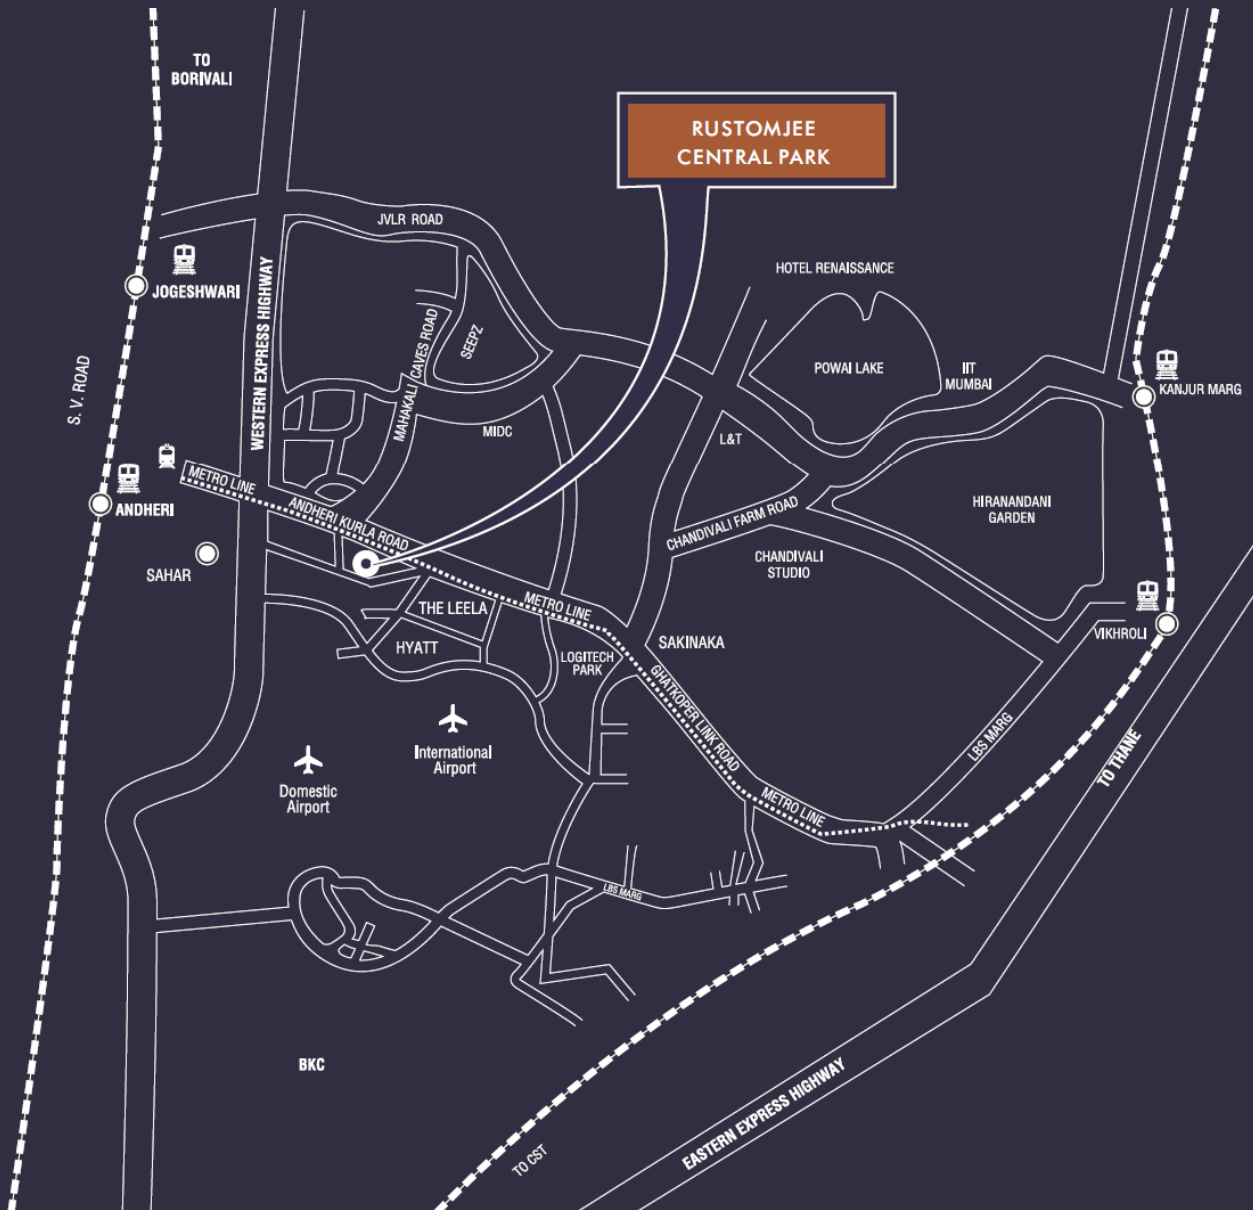 TO
BORIVALI
RUSTOMJEE
CENTRAL PARK
JVLR ROAD
HOTEL RENAISSANCE
JOGESHWARI
WESTERN EXPRESS HIGHWAY
MAHAKALI CAVES ROAD
SEEPZ
POWAI LAKE
IIT
MUMBAI
KANJUR MARG
S. V. ROAD
MIDC
L&T
METRO LINE
ANDHERI KURLA ROAD
ANDHERI
HIRANANDANI
GARDEN
CHANDIVALI FARM ROAD
CHANDIVALI
STUDIO
SAHAR
THE LEELA
METRO LINE
HYATT
LOGITECH
PARK
SAKINAKA
VIKHROLI
GHATKOPER LINK ROAD
International
Airport
LBS MARG
TO THANE
Domestic
Airport
METRO LINE
LBS MARG
BKC
EASTERN EXPRESS HIGHWAY
TO CST